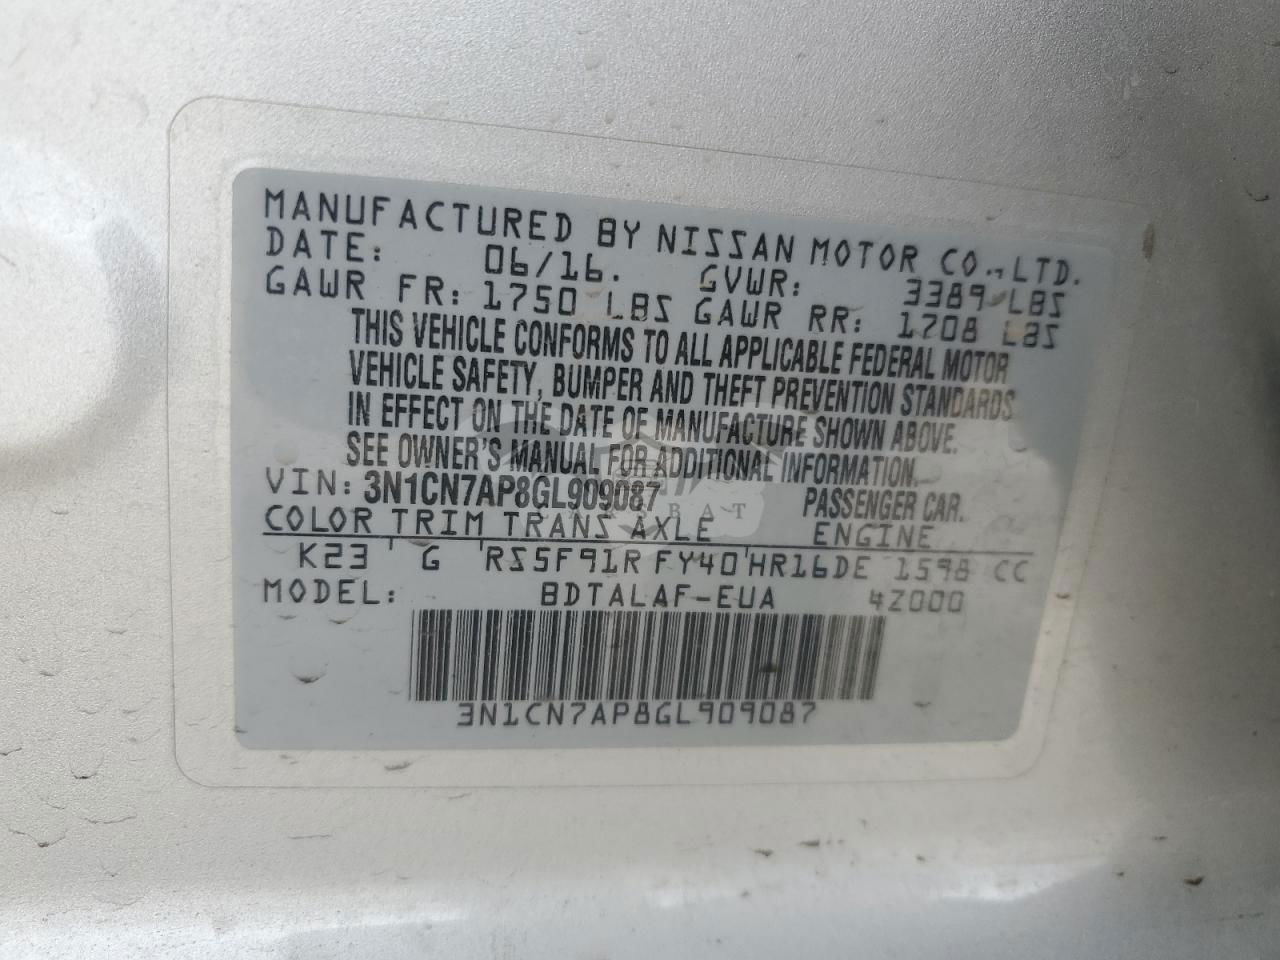 MANUFACTURED BY NISSAN MOTOR CO., LTD.
DATE: 06/16. GVWR: 3389 LBS
GAWR FR: 1750 LBS GAWR RR: 1708 LBS
THIS VEHICLE CONFORMS TO ALL APPLICABLE FEDERAL MOTOR
VEHICLE SAFETY, BUMPER AND THEFT PREVENTION STANDARDS
IN EFFECT ON THE DATE OF MANUFACTURE SHOWN ABOVE.
SEE OWNER'S MANUAL FOR ADDITIONAL INFORMATION.
VIN: 3N1CN7AP8GL909087 PASSENGER CAR.
COLOR TRIM TRANS AXLE ENGINE
K23 G RS5F91R FY40 HR16DE 1598 CC
MODEL: BDTALAF-EUA 4Z000
3N1CN7AP8GL909087